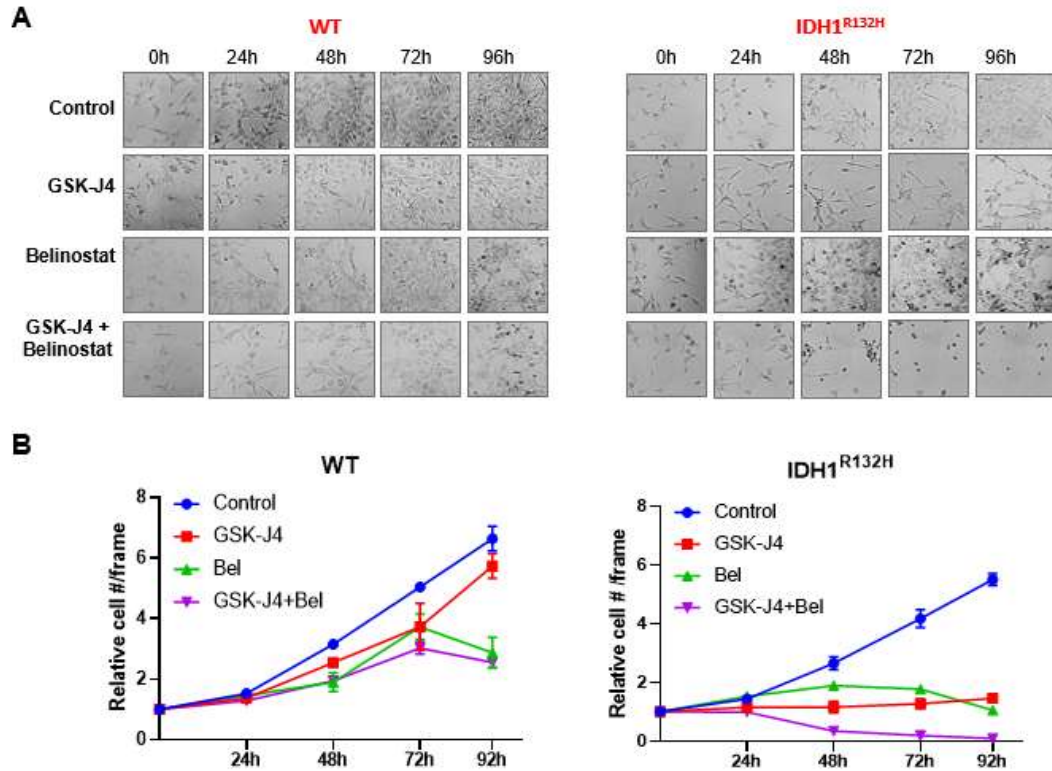 A
WT
IDH1R132H
0h 24h 48h 72h 96h
0h 24h 48h 72h 96h
Control
GSK-J4
Belinostat
GSK-J4 +
Belinostat
B
WT
Relative cell #/frame
8
6
4
2
0
Control
GSK-J4
Bel
GSK-J4+Bel
24h 48h 72h 92h
IDH1R132H
Relative cell # /frame
8
6
4
2
0
Control
GSK-J4
Bel
GSK-J4+Bel
24h 48h 72h 92h